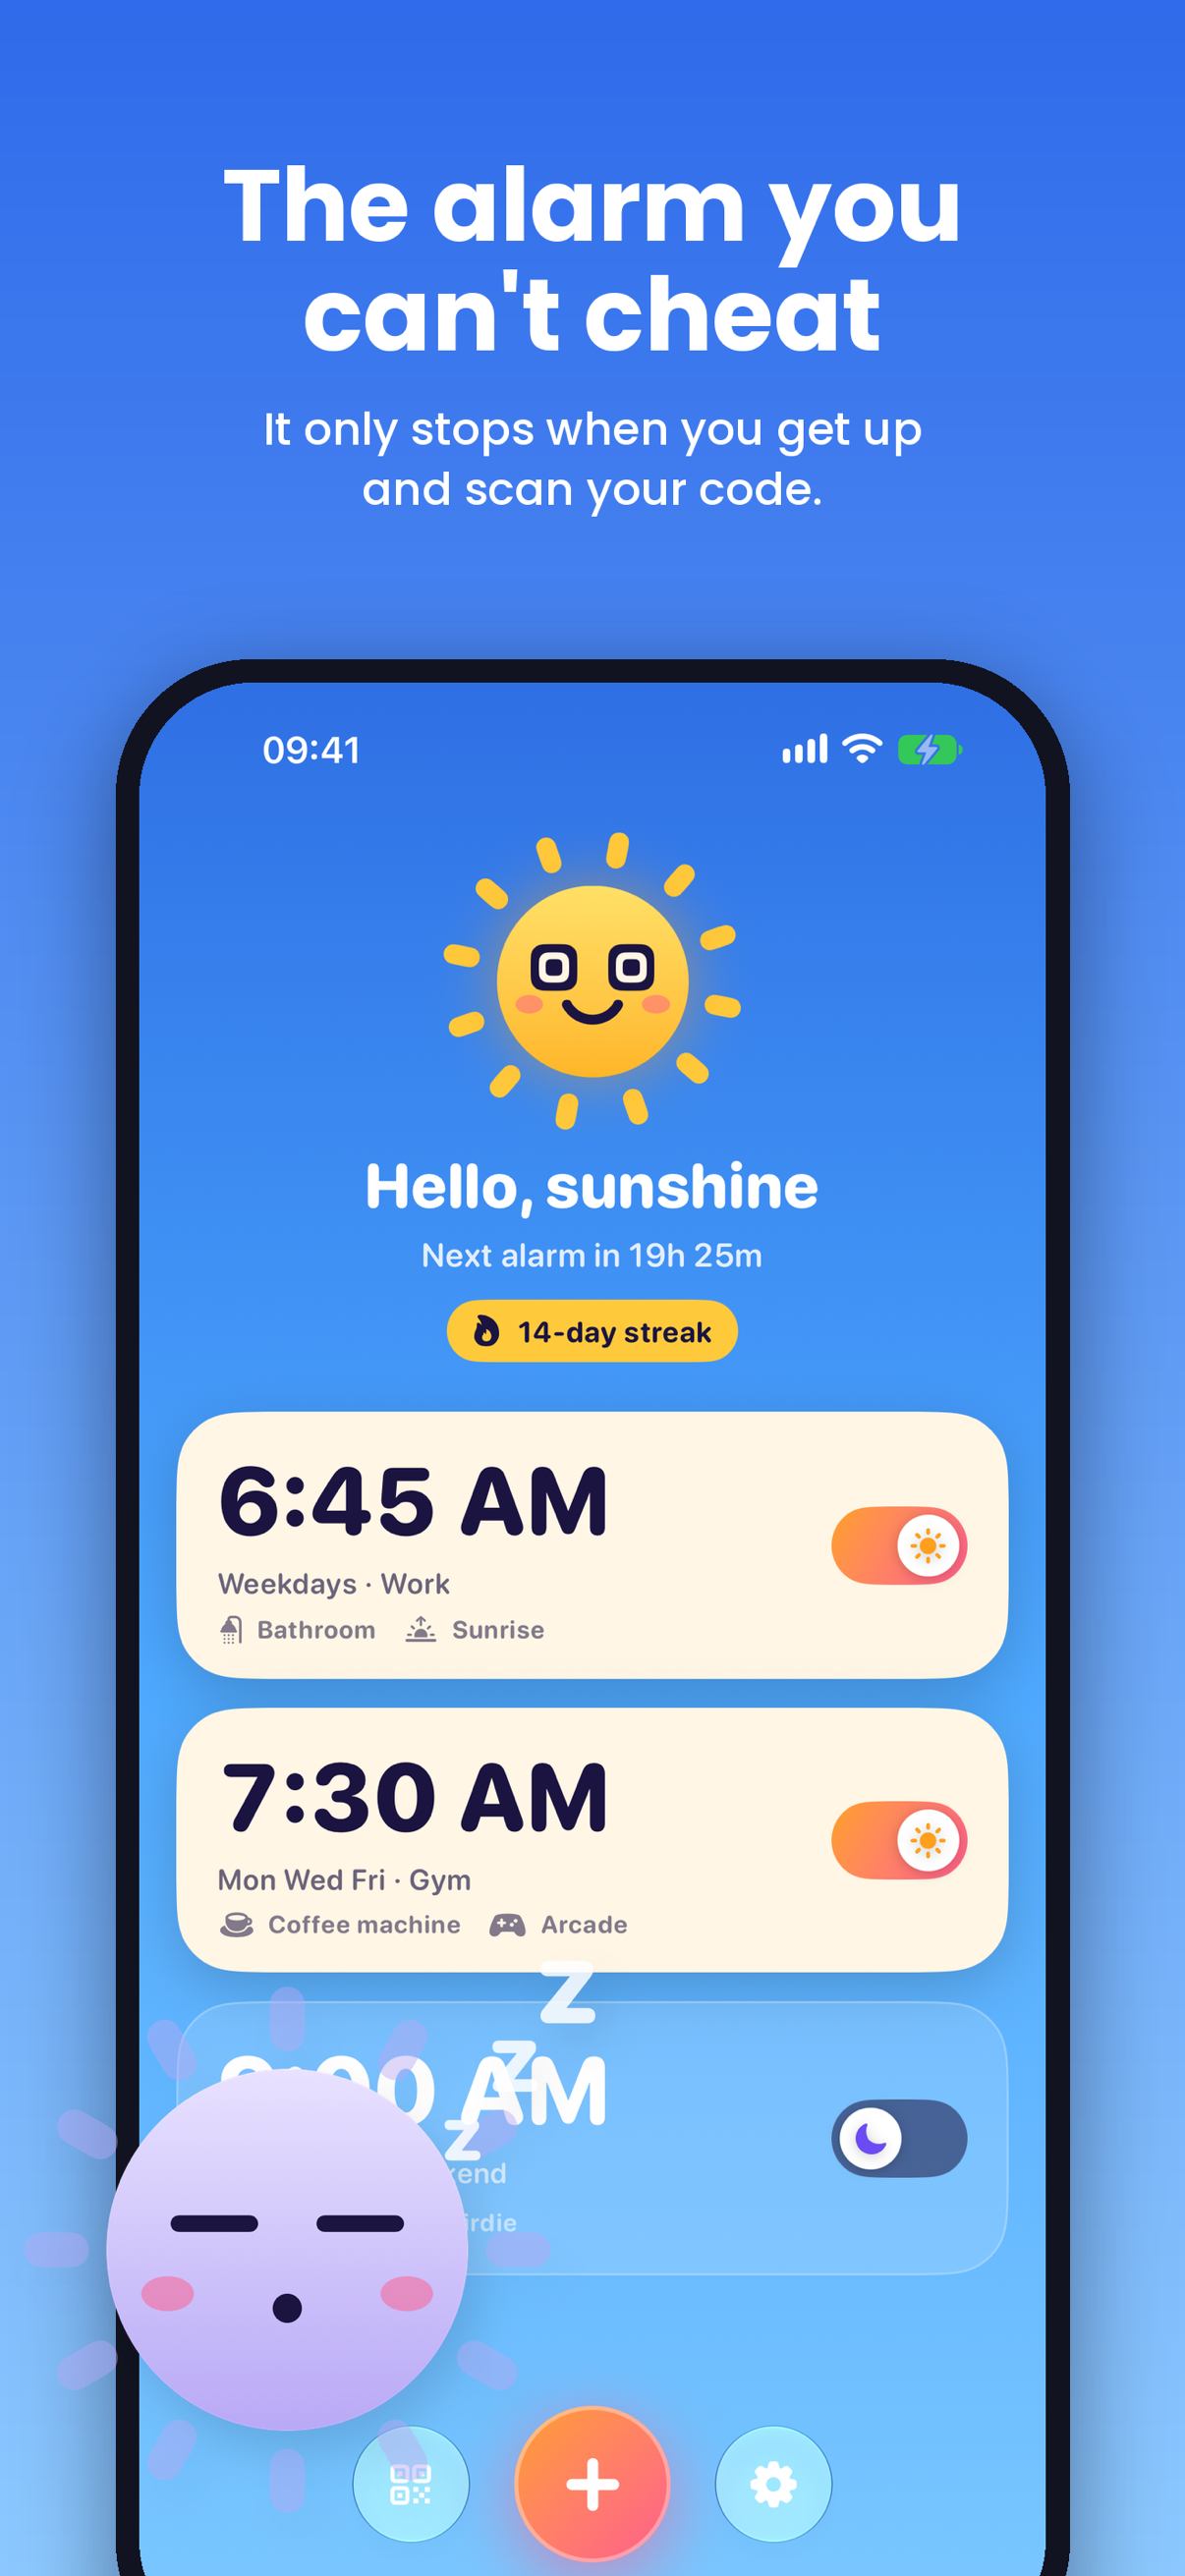 The alarm you
can't cheat
It only stops when you get up
and scan your code.
09:41
Hello, sunshine
Next alarm in 19h 25m
14-day streak
6:45 AM
Weekdays · Work
Bathroom Sunrise
7:30 AM
Mon Wed Fri · Gym
Coffee machine Arcade
Z
Z
AM
Z